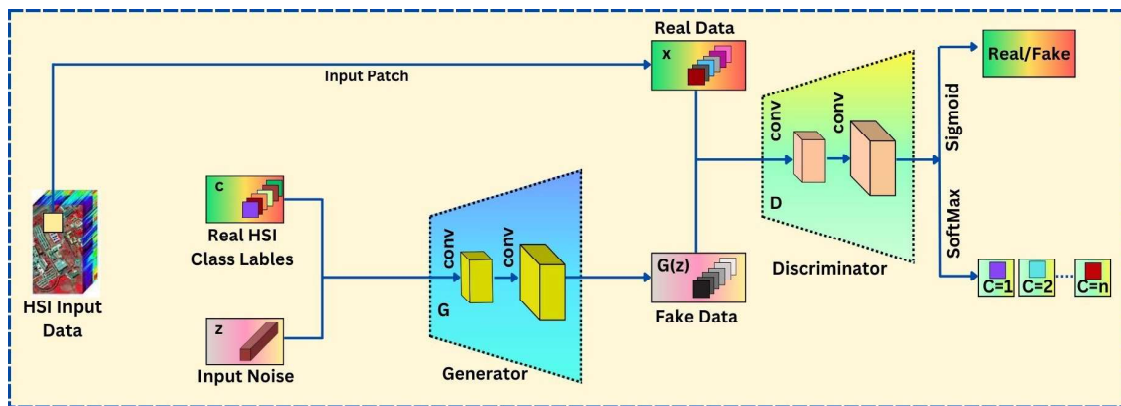 Real Data
x
Input Patch
Real/Fake
Sigmoid
SoftMax
conv
conv
D
Discriminator
C=1
C=2
C=n
HSI Input
Data
c
Real HSI
Class Lables
z
Input Noise
conv
conv
G
Generator
G(z)
Fake Data